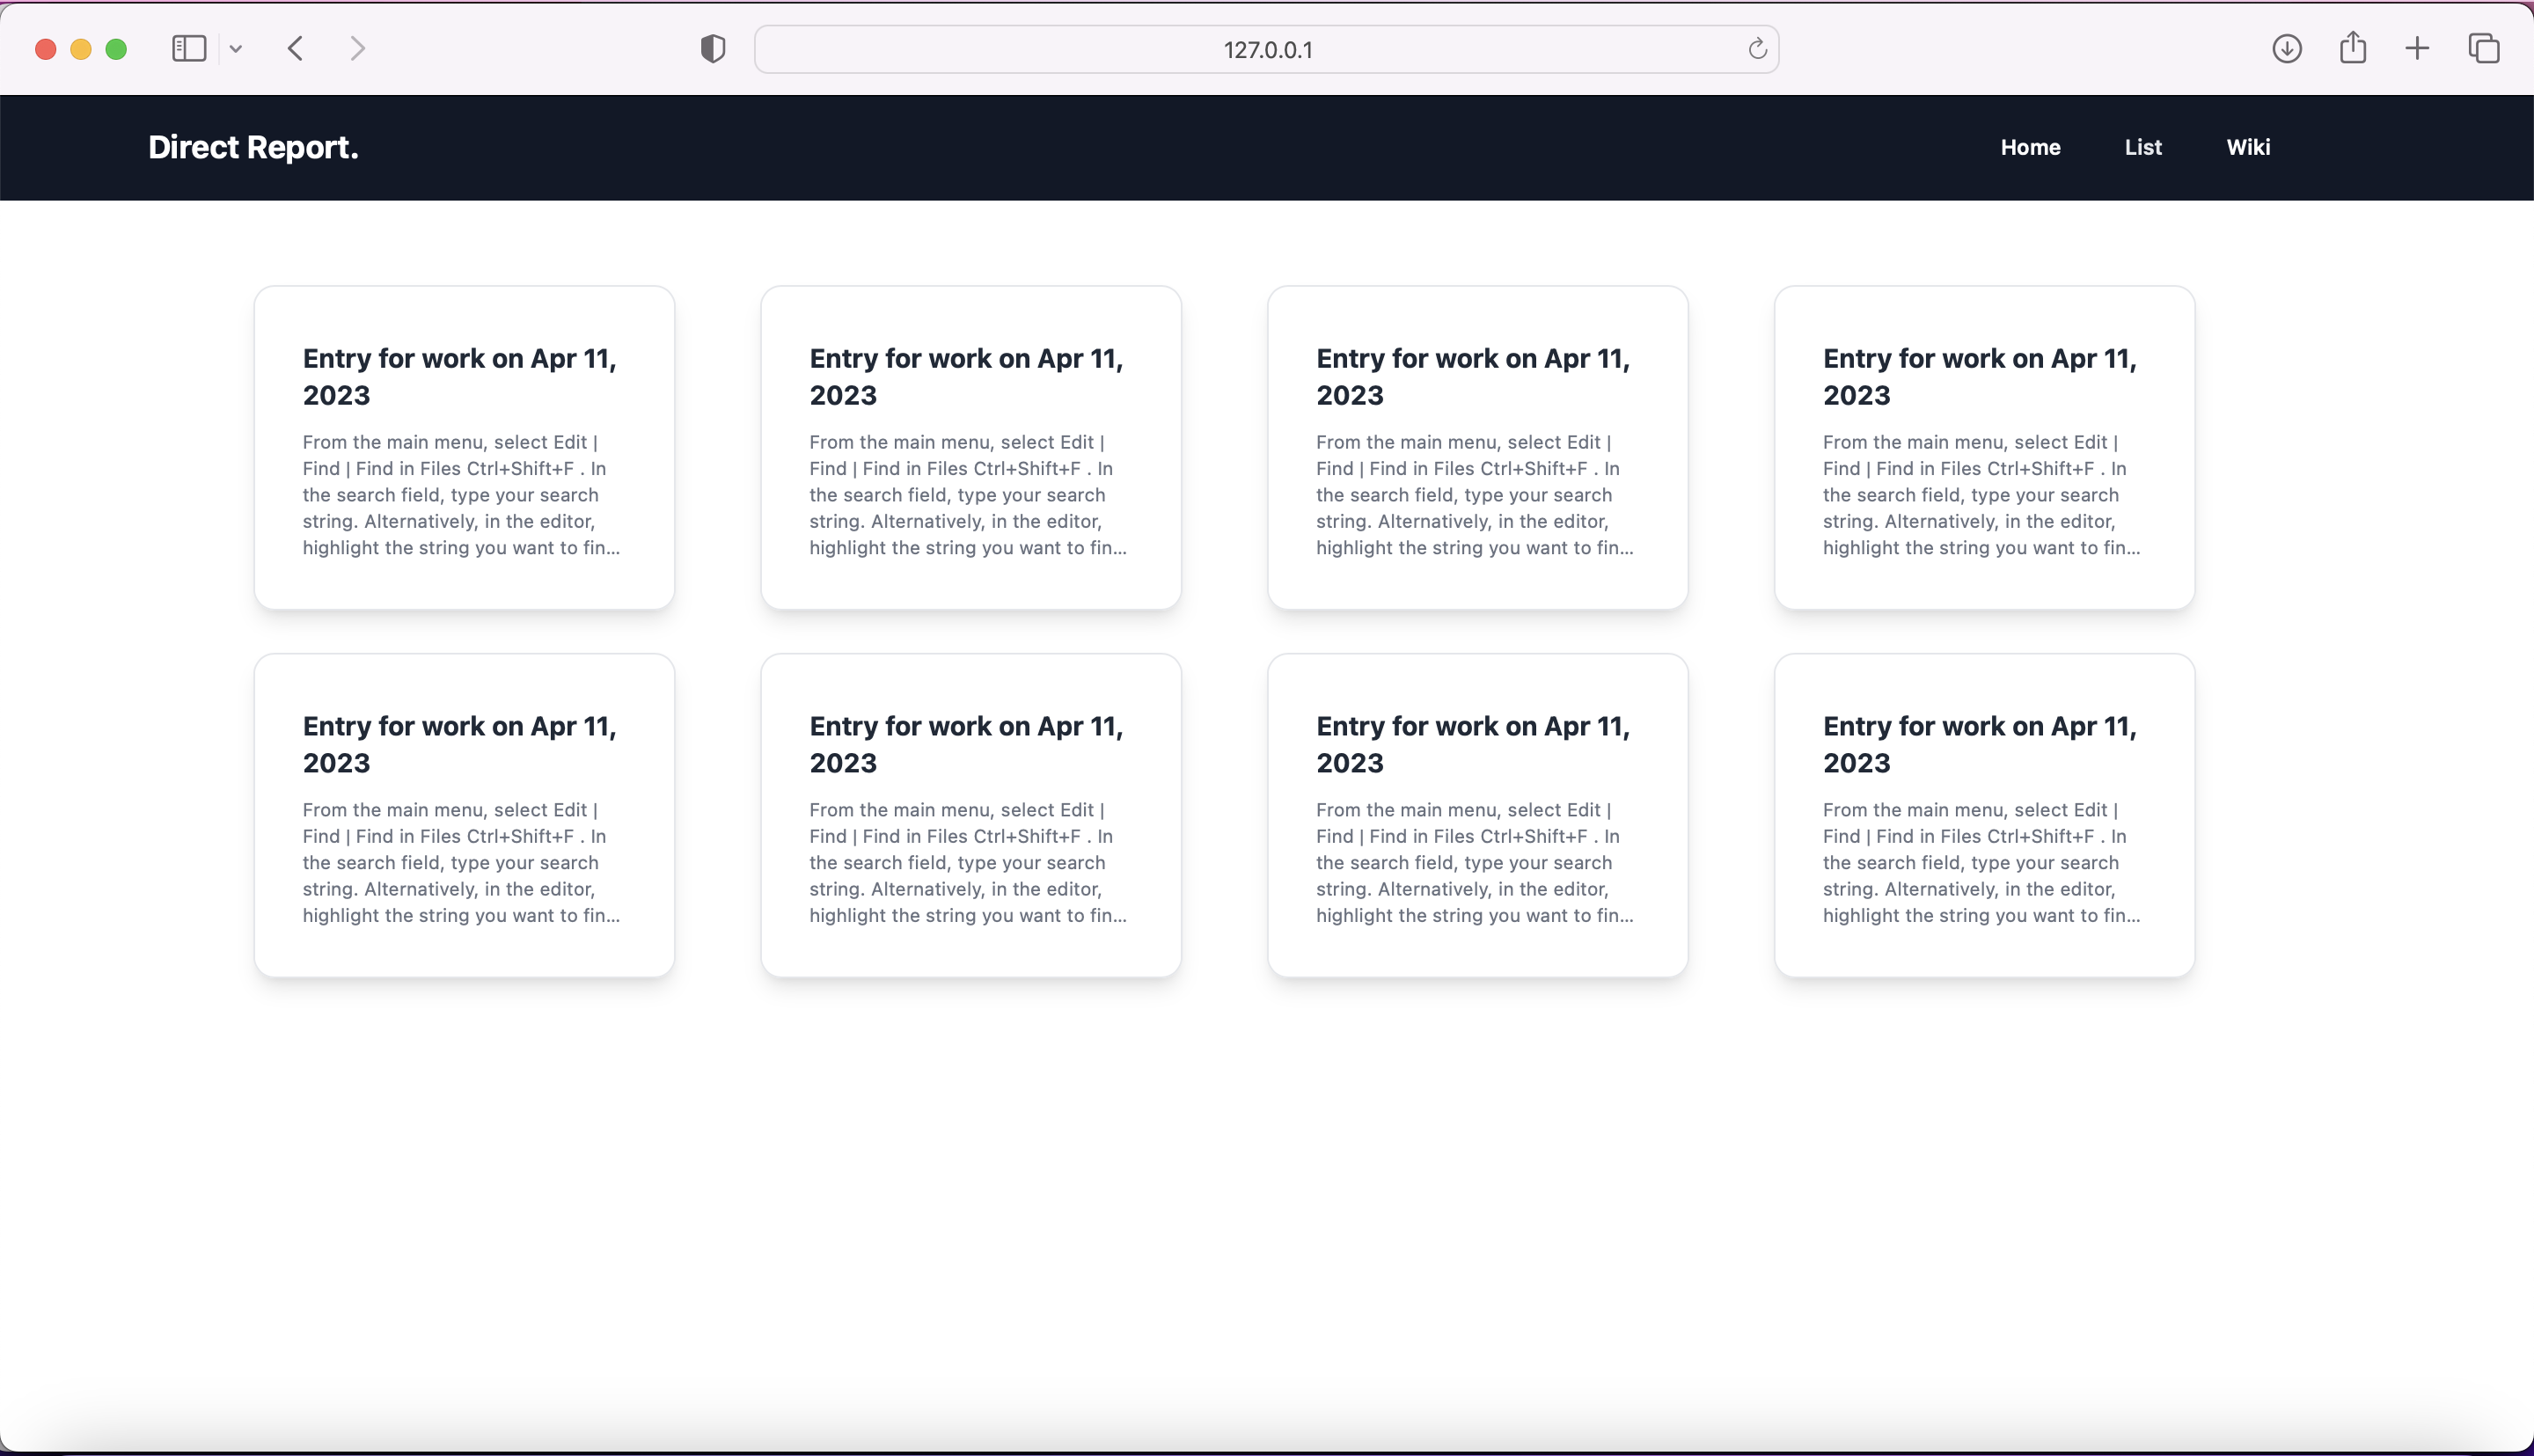 127.0.0.1
Direct Report.
Home List Wiki
Entry for work on Apr 11,
2023
From the main menu, select Edit |
Find | Find in Files Ctrl+Shift+F . In
the search field, type your search
string. Alternatively, in the editor,
highlight the string you want to fin...
Entry for work on Apr 11,
2023
From the main menu, select Edit |
Find | Find in Files Ctrl+Shift+F . In
the search field, type your search
string. Alternatively, in the editor,
highlight the string you want to fin...
Entry for work on Apr 11,
2023
From the main menu, select Edit |
Find | Find in Files Ctrl+Shift+F . In
the search field, type your search
string. Alternatively, in the editor,
highlight the string you want to fin...
Entry for work on Apr 11,
2023
From the main menu, select Edit |
Find | Find in Files Ctrl+Shift+F . In
the search field, type your search
string. Alternatively, in the editor,
highlight the string you want to fin...
Entry for work on Apr 11,
2023
From the main menu, select Edit |
Find | Find in Files Ctrl+Shift+F . In
the search field, type your search
string. Alternatively, in the editor,
highlight the string you want to fin...
Entry for work on Apr 11,
2023
From the main menu, select Edit |
Find | Find in Files Ctrl+Shift+F . In
the search field, type your search
string. Alternatively, in the editor,
highlight the string you want to fin...
Entry for work on Apr 11,
2023
From the main menu, select Edit |
Find | Find in Files Ctrl+Shift+F . In
the search field, type your search
string. Alternatively, in the editor,
highlight the string you want to fin...
Entry for work on Apr 11,
2023
From the main menu, select Edit |
Find | Find in Files Ctrl+Shift+F . In
the search field, type your search
string. Alternatively, in the editor,
highlight the string you want to fin...